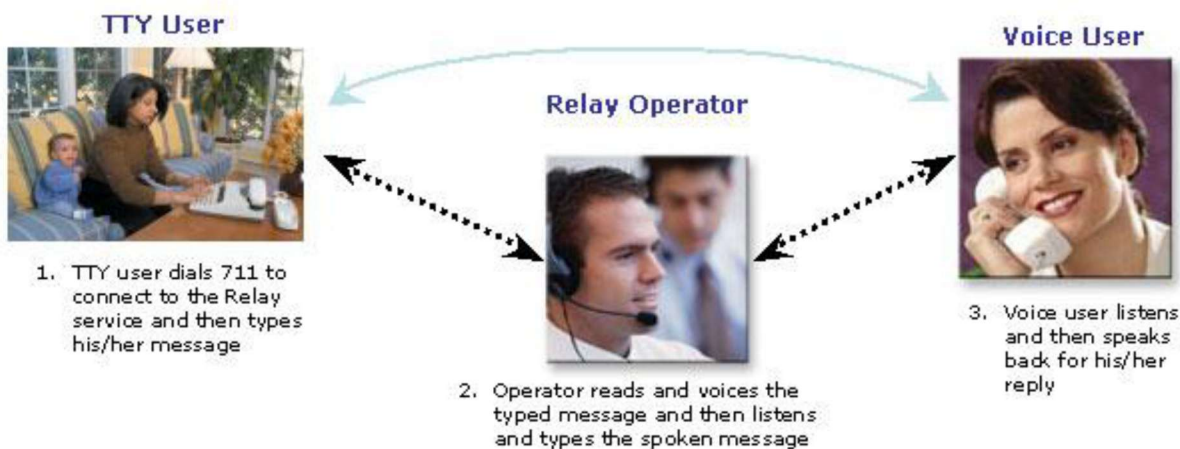 TTY User
Voice User
Relay Operator
1. TTY user dials 711 to
connect to the Relay
service and then types
his/her message
2. Operator reads and voices the
typed message and then listens
and types the spoken message
3. Voice user listens
and then speaks
back for his/her
reply